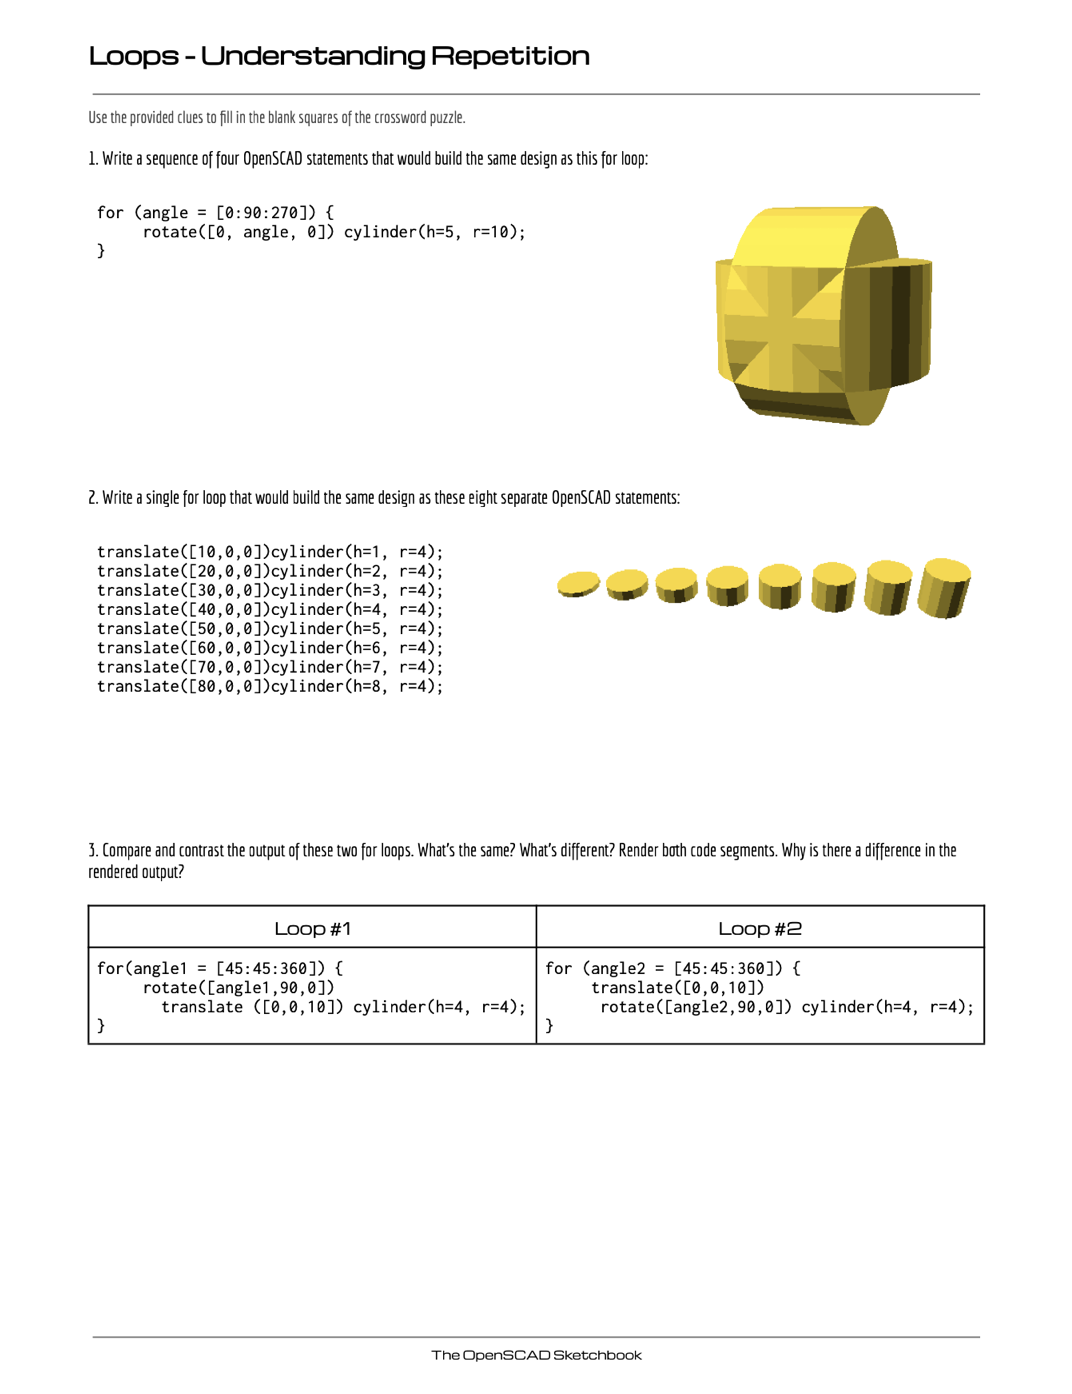 Loops - Understanding Repetition
Use the provided clues to fill in the blank squares of the crossword puzzle.
1. Write a sequence of four OpenSCAD statements that would build the same design as this for loop:
for (angle = [0:90:270]) {
rotate([0, angle, 0]) cylinder(h=5, r=10);
}
2. Write a single for loop that would build the same design as these eight separate OpenSCAD statements:
translate([10,0,0])cylinder(h=1, r=4);
translate([20,0,0])cylinder(h=2, r=4);
translate([30,0,0])cylinder(h=3, r=4);
translate([40,0,0])cylinder(h=4, r=4);
translate([50,0,0])cylinder(h=5, r=4);
translate([60,0,0])cylinder(h=6, r=4);
translate([70,0,0])cylinder(h=7, r=4);
translate([80,0,0])cylinder(h=8, r=4);
3. Compare and contrast the output of these two for loops. What's the same? What's different? Render both code segments. Why is there a difference in the
rendered output?
Loop #1
for(angle1 = [45:45:360]) {
rotate([angle1,90,0])
translate ([0,0,10]) cylinder(h=4, r=4);
}
Loop #2
for (angle2 = [45:45:360]) {
translate([0,0,10])
rotate([angle2,90,0]) cylinder(h=4, r=4);
}
The OpenSCAD Sketchbook